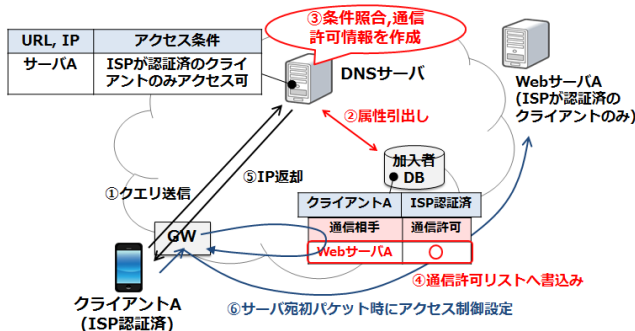 ③条件照合,通信
許可情報を作成
URL, IP
アクセス条件
サーバA
ISPが認証済のクライ
アントのみアクセス可
DNSサーバ
WebサーバA
(ISPが認証済の
クライアントのみ)
②属性引出し
加入者
DB
⑤IP返却
①クエリ送信
クライアントA
ISP認証済
通信相手
通信許可
WebサーバA
○
GW
④通信許可リストへ書込み
クライアントA
(ISP認証済)
⑥サーバ宛初パケット時にアクセス制御設定